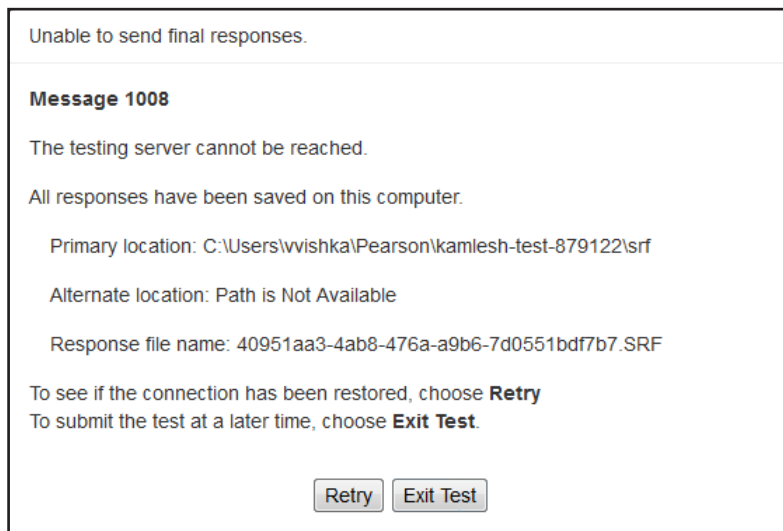 Unable to send final responses.
Message 1008
The testing server cannot be reached.
All responses have been saved on this computer.
Primary location: C:\Users\vvishka\Pearson\kamlesh-test-879122\srf
Alternate location: Path is Not Available
Response file name: 40951aa3-4ab8-476a-a9b6-7d0551bdf7b7.SRF
To see if the connection has been restored, choose Retry
To submit the test at a later time, choose Exit Test.
Retry Exit Test